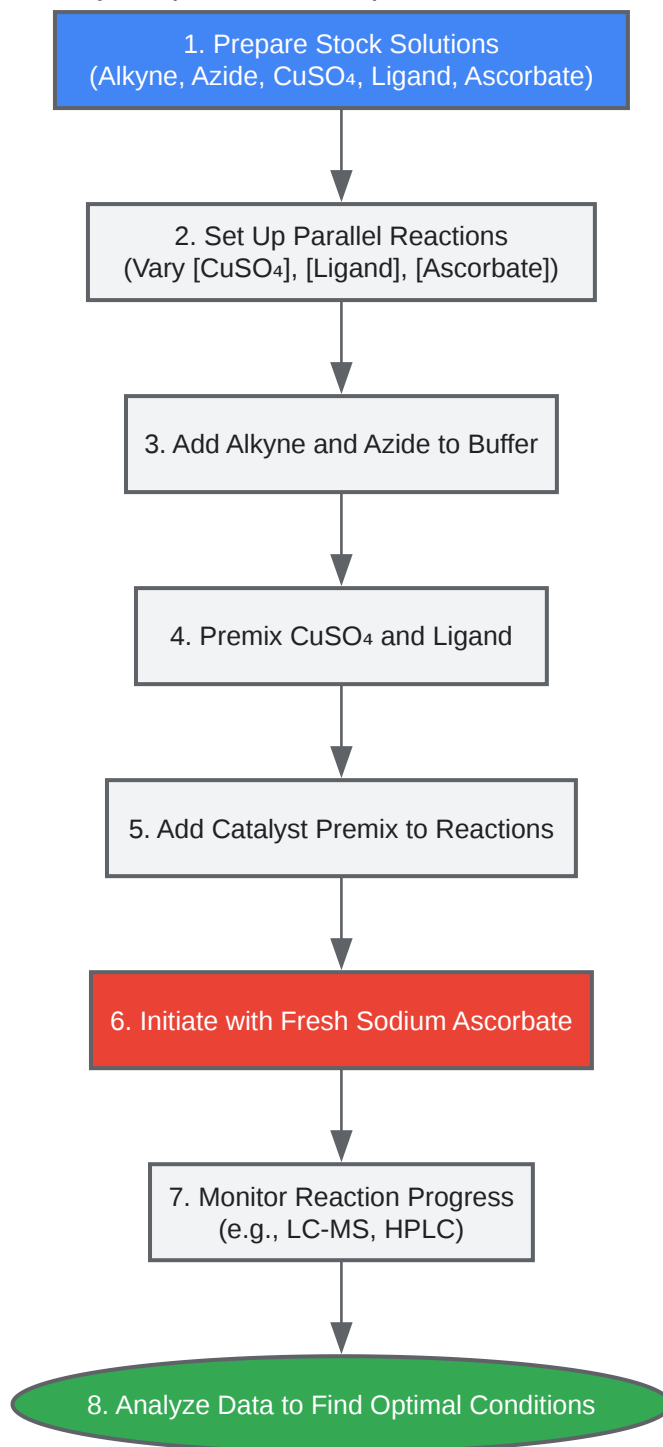 1. Prepare Stock Solutions
(Alkyne, Azide, CuSO₄, Ligand, Ascorbate)
2. Set Up Parallel Reactions
(Vary [CuSO₄], [Ligand], [Ascorbate])
3. Add Alkyne and Azide to Buffer
4. Premix CuSO₄ and Ligand
5. Add Catalyst Premix to Reactions
6. Initiate with Fresh Sodium Ascorbate
7. Monitor Reaction Progress
(e.g., LC-MS, HPLC)
8. Analyze Data to Find Optimal Conditions